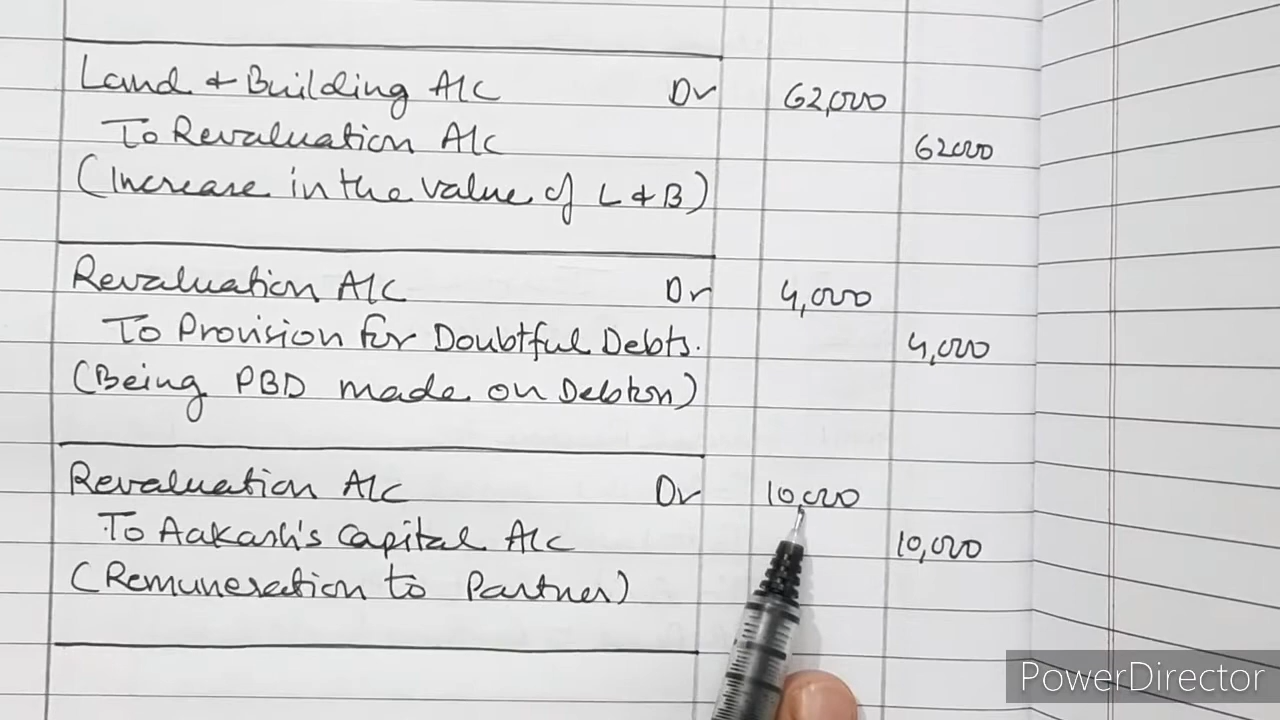 Land & Building A/C Dr 62,000
To Revaluation A/C 62000
(Increase in the value of L & B)
Revaluation A/C Dr 4,000
To Provision for Doubtful Debts. 4,000
(Being PBD made on Debtors)
Revaluation A/C Dr 10,000
To Aakash's Capital A/C 10,000
(Remuneration to Partner)
PowerDirector